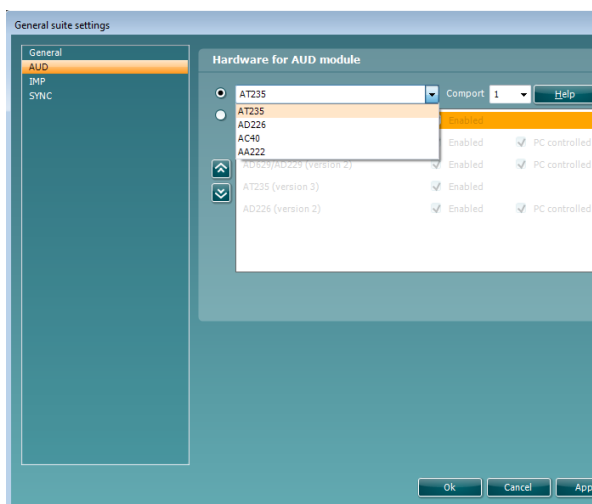 General suite settings
General
AUD
IMP
SYNC
Hardware for AUD module
AT235 Comport 1 Help
AT235
AD226
AC40
AA222
Enabled
Enabled PC controlled
AD629/AD229 (version 2) Enabled PC controlled
AT235 (version 3) Enabled
AD226 (version 2) Enabled PC controlled
Ok Cancel App